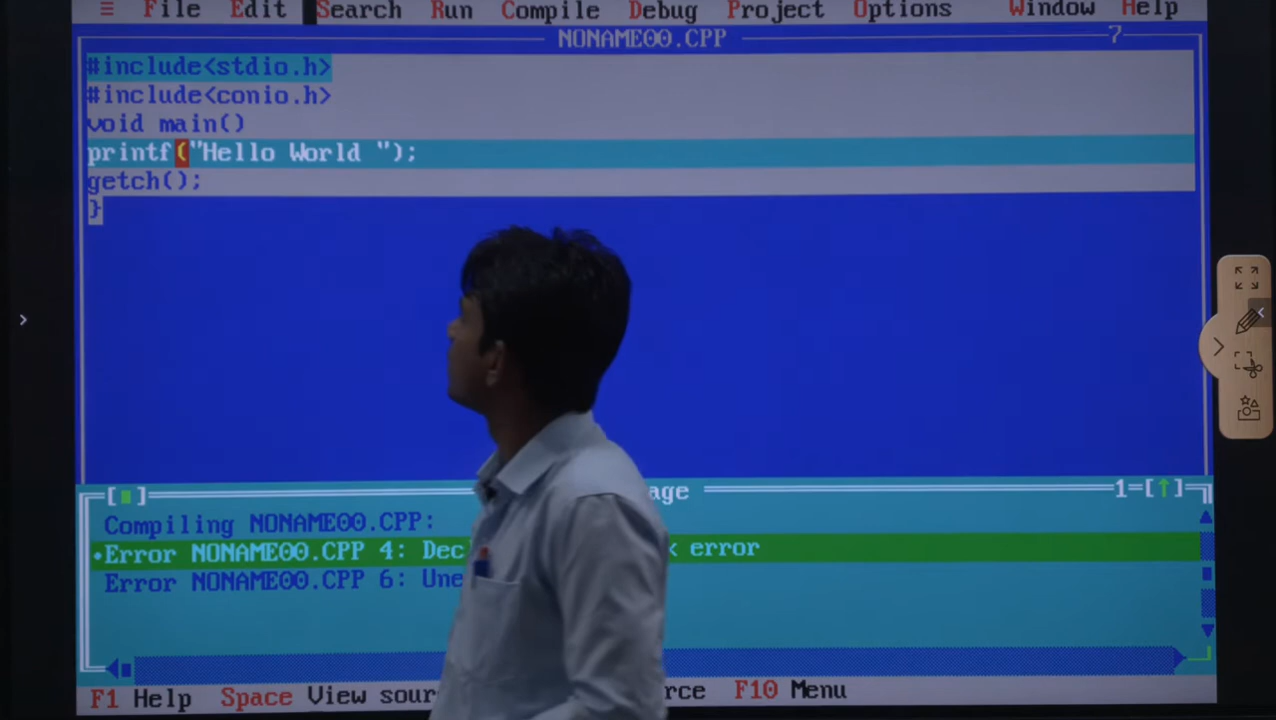 ≡ File Edit Search Run Compile Debug Project Options Window Help
NONAME00.CPP 7
#include<stdio.h>
#include<conio.h>
void main()
printf("Hello World ");
getch();
}
age 1=[↑]
Compiling NONAME00.CPP:
•Error NONAME00.CPP 4: Dec error
Error NONAME00.CPP 6: Une
F1 Help Space View sour rce F10 Menu